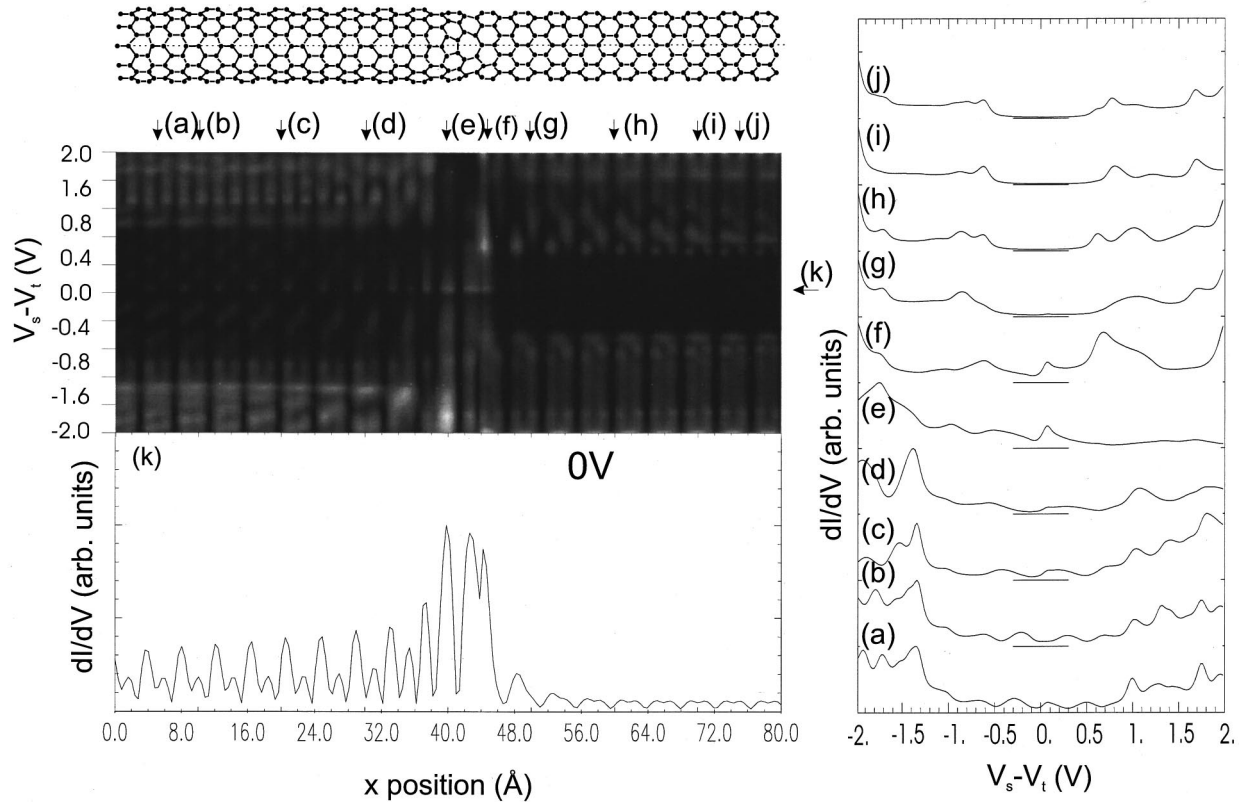 (a) (b) (c) (d) (e) (f) (g) (h) (i) (j)
2.0
1.6
0.8
0.4
0.0
-0.4
-0.8
-1.6
-2.0
Vs-Vt (V)
(k)
(k)
0V
dI/dV (arb. units)
0.0 8.0 16.0 24.0 32.0 40.0 48.0 56.0 64.0 72.0 80.0
x position (Å)
(j)
(i)
(h)
(g)
(f)
(e)
(d)
(c)
(b)
(a)
dI/dV (arb. units)
-2. -1.5 -1. -0.5 0. 0.5 1. 1.5 2.
Vs-Vt (V)